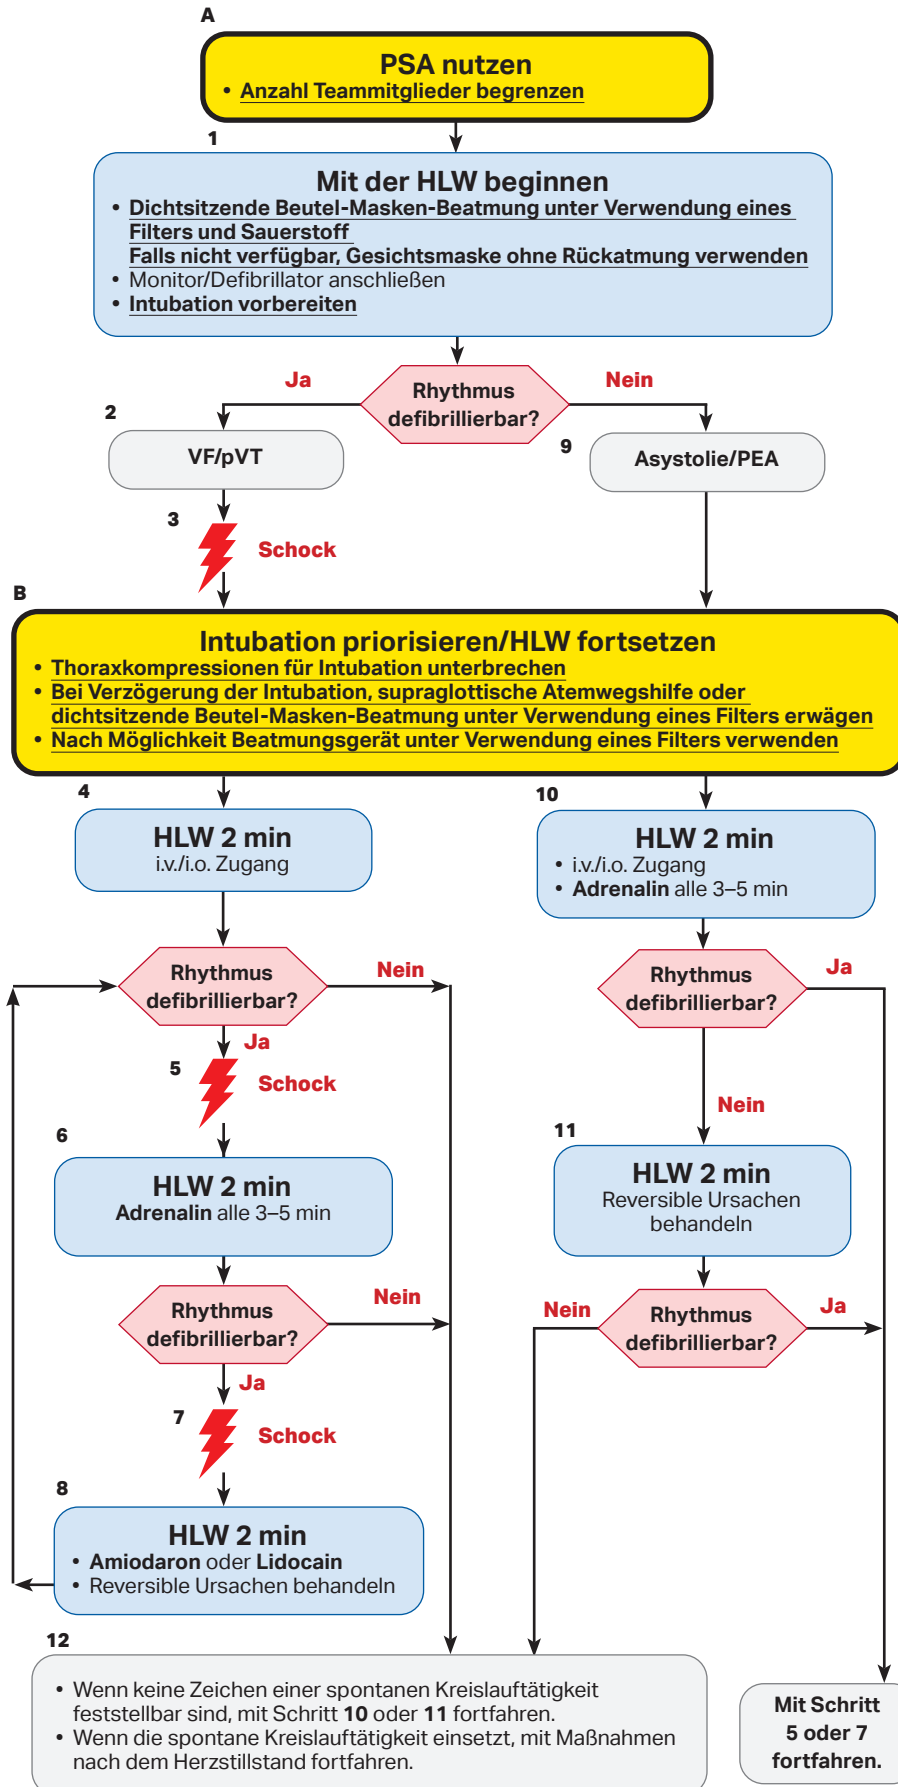 A
PSA nutzen
• Anzahl Teammitglieder begrenzen
1
Mit der HLW beginnen
• Dichtsitzende Beutel-Masken-Beatmung unter Verwendung eines
Filters und Sauerstoff
Falls nicht verfügbar, Gesichtsmaske ohne Rückatmung verwenden
• Monitor/Defibrillator anschließen
• Intubation vorbereiten
Ja
Rhythmus
defibrillierbar?
Nein
2
VF/pVT
9
Asystolie/PEA
3
Schock
B
Intubation priorisieren/HLW fortsetzen
• Thoraxkompressionen für Intubation unterbrechen
• Bei Verzögerung der Intubation, supraglottische Atemwegshilfe oder
dichtsitzende Beutel-Masken-Beatmung unter Verwendung eines Filters erwägen
• Nach Möglichkeit Beatmungsgerät unter Verwendung eines Filters verwenden
4
HLW 2 min
i.v./i.o. Zugang
10
HLW 2 min
• i.v./i.o. Zugang
• Adrenalin alle 3–5 min
Rhythmus
defibrillierbar?
Nein
Rhythmus
defibrillierbar?
Ja
Ja
5
Schock
Nein
6
HLW 2 min
Adrenalin alle 3–5 min
11
HLW 2 min
Reversible Ursachen
behandeln
Rhythmus
defibrillierbar?
Nein
Nein
Rhythmus
defibrillierbar?
Ja
Ja
7
Schock
8
HLW 2 min
• Amiodaron oder Lidocain
• Reversible Ursachen behandeln
12
• Wenn keine Zeichen einer spontanen Kreislauftätigkeit
feststellbar sind, mit Schritt 10 oder 11 fortfahren.
• Wenn die spontane Kreislauftätigkeit einsetzt, mit Maßnahmen
nach dem Herzstillstand fortfahren.
Mit Schritt
5 oder 7
fortfahren.